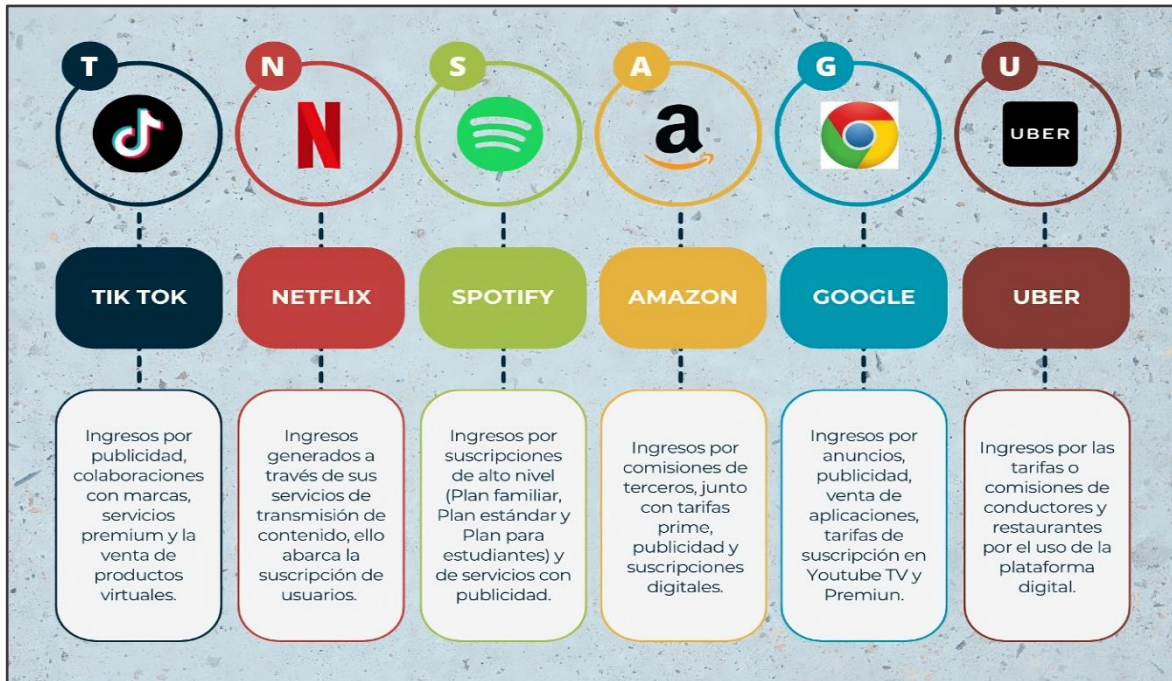 T
N
S
A
G
U
a
UBER
TIK TOK
NETFLIX
SPOTIFY
AMAZON
GOOGLE
UBER
Ingresos por
publicidad,
colaboraciones
con marcas,
servicios
premium y la
venta de
productos
virtuales.
Ingresos
generados a
través de sus
servicios de
transmisión de
contenido, ello
abarca la
suscripción de
usuarios.
Ingresos por
suscripciones
de alto nivel
(Plan familiar,
Plan estándar y
Plan para
estudiantes) y
de servicios con
publicidad.
Ingresos por
comisiones de
terceros, junto
con tarifas
prime,
publicidad y
suscripciones
digitales.
Ingresos por
anuncios,
publicidad,
venta de
aplicaciones,
tarifas de
suscripción en
Youtube TV y
Premiun.
Ingresos por las
tarifas o
comisiones de
conductores y
restaurantes
por el uso de la
plataforma
digital.